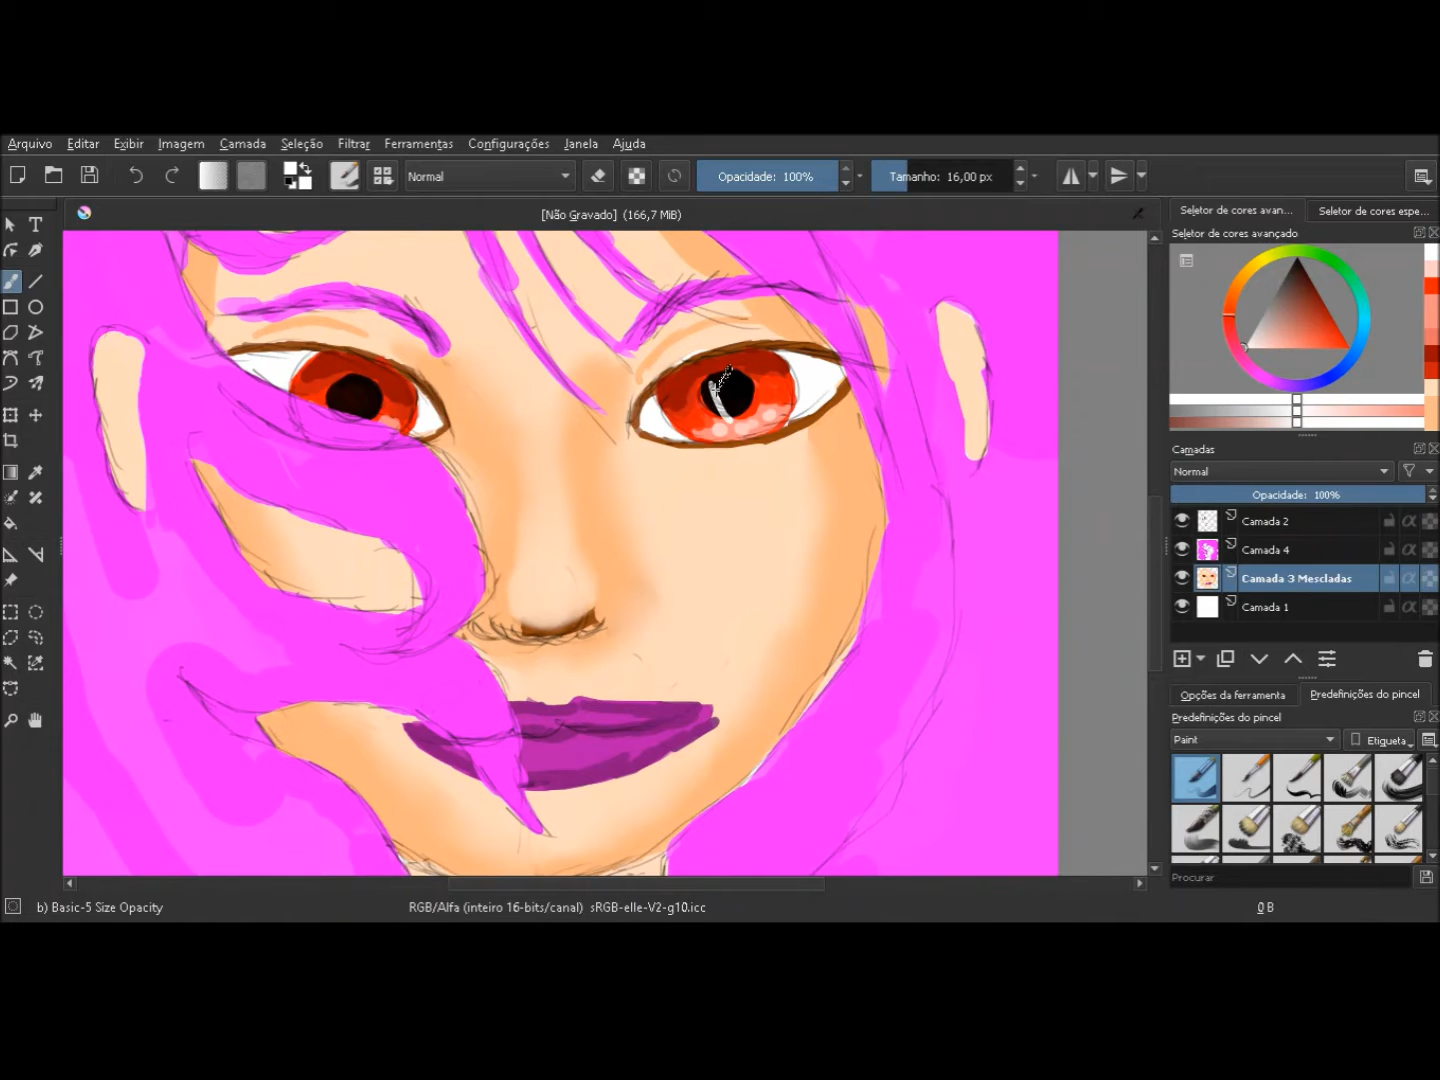 Arquivo Editar Exibir Imagem Camada Seleção Filtrar Ferramentas Configurações Janela Ajuda
Normal Opacidade: 100% Tamanho: 16,00 px
[Não Gravado] (166,7 MiB)
Seletor de cores avan... Seletor de cores espe...
Seletor de cores avançado
Camadas
Normal
Opacidade: 100%
Camada 2
Camada 4
Camada 3 Mescladas
Camada 1
Opções da ferramenta Predefinições do pincel
Predefinições do pincel
Paint Etiqueta
Procurar
b) Basic-5 Size Opacity RGB/Alfa (inteiro 16-bits/canal) sRGB-elle-V2-g10.icc 0 B